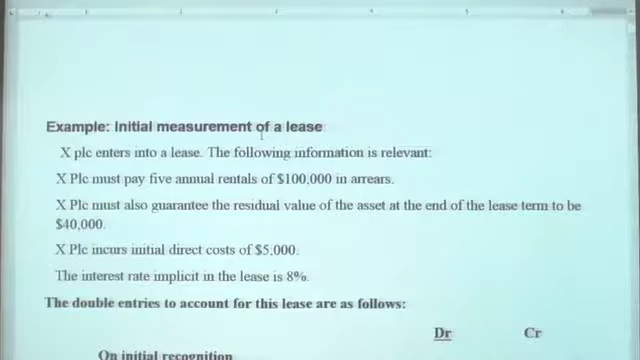 Example: Initial measurement of a lease
X plc enters into a lease. The following information is relevant:
X Plc must pay five annual rentals of $100,000 in arrears.
X Plc must also guarantee the residual value of the asset at the end of the lease term to be
$40,000.
X Plc incurs initial direct costs of $5,000.
The interest rate implicit in the lease is 8%.
The double entries to account for this lease are as follows:
Dr Cr
On initial recognition